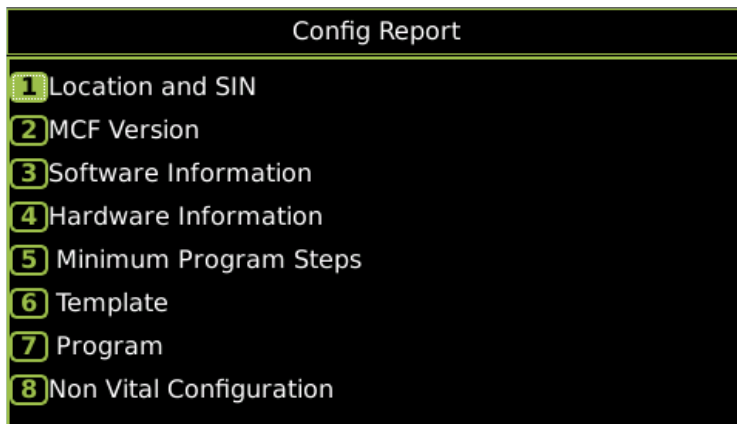 Config Report
1 Location and SIN
2 MCF Version
3 Software Information
4 Hardware Information
5 Minimum Program Steps
6 Template
7 Program
8 Non Vital Configuration